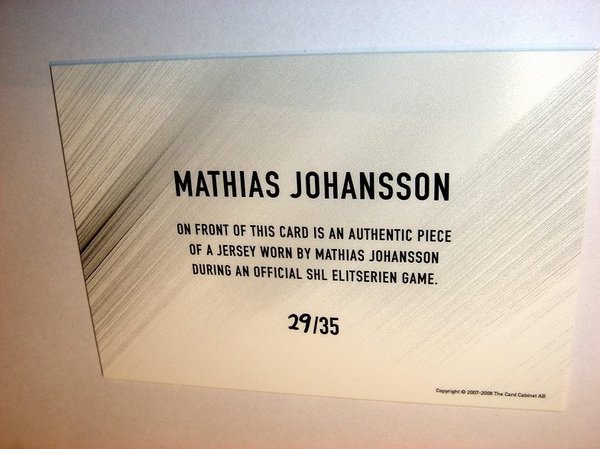 MATHIAS JOHANSSON
ON FRONT OF THIS CARD IS AN AUTHENTIC PIECE
OF A JERSEY WORN BY MATHIAS JOHANSSON
DURING AN OFFICIAL SHL ELITSERIEN GAME.
29/35
Copyright © 2007-2008 The Card Cabinet AB